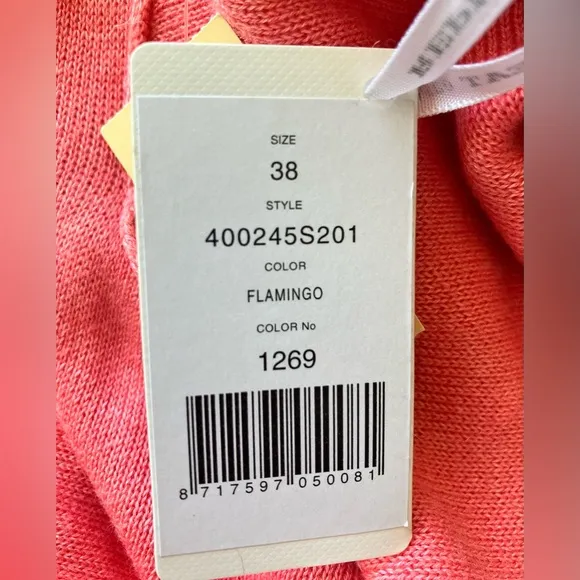 SIZE
38
STYLE
400245S201
COLOR
FLAMINGO
COLOR No
1269
8 717597 050081